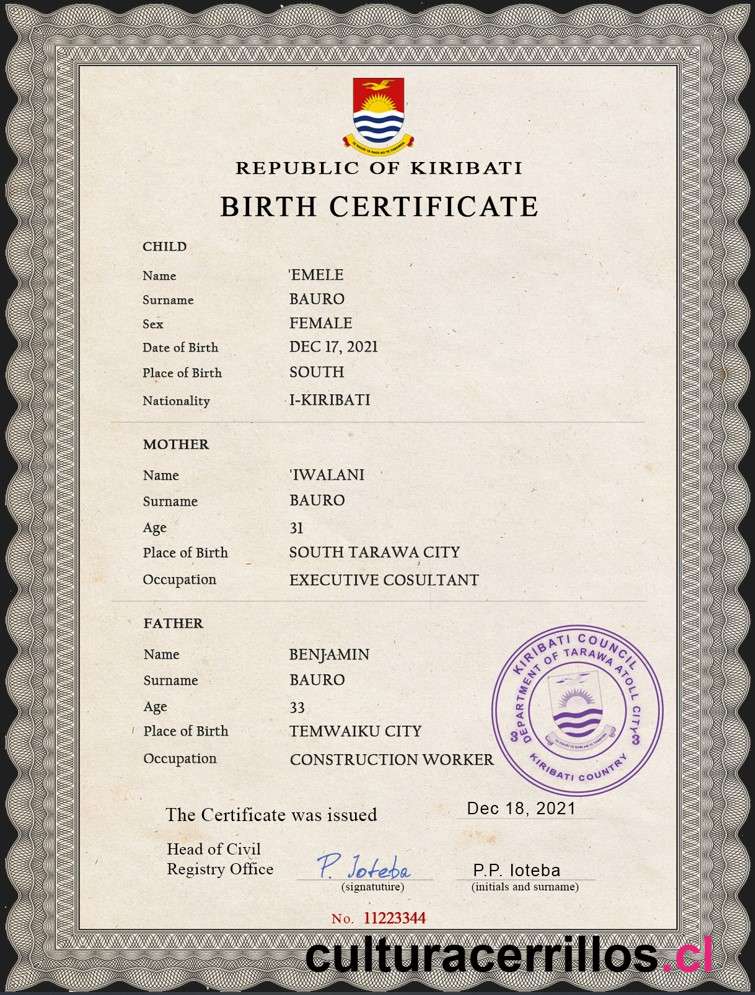 REPUBLIC OF KIRIBATI
BIRTH CERTIFICATE
CHILD
Name 'EMELE
Surname BAURO
Sex FEMALE
Date of Birth DEC 17, 2021
Place of Birth SOUTH
Nationality I-KIRIBATI
MOTHER
Name 'IWALANI
Surname BAURO
Age 31
Place of Birth SOUTH TARAWA CITY
Occupation EXECUTIVE COSULTANT
FATHER
Name BENJAMIN
Surname BAURO
Age 33
Place of Birth TEMWAIKU CITY
Occupation CONSTRUCTION WORKER
KIRIBATI COUNCIL
DEPARTMENT OF TARAWA ATOLL CITY
3 3
KIRIBATI COUNTRY
The Certificate was issued Dec 18, 2021
Head of Civil
Registry Office P. Ioteba P.P. Ioteba
(signatuture) (initials and surname)
No. 11223344
culturacerrillos.cl